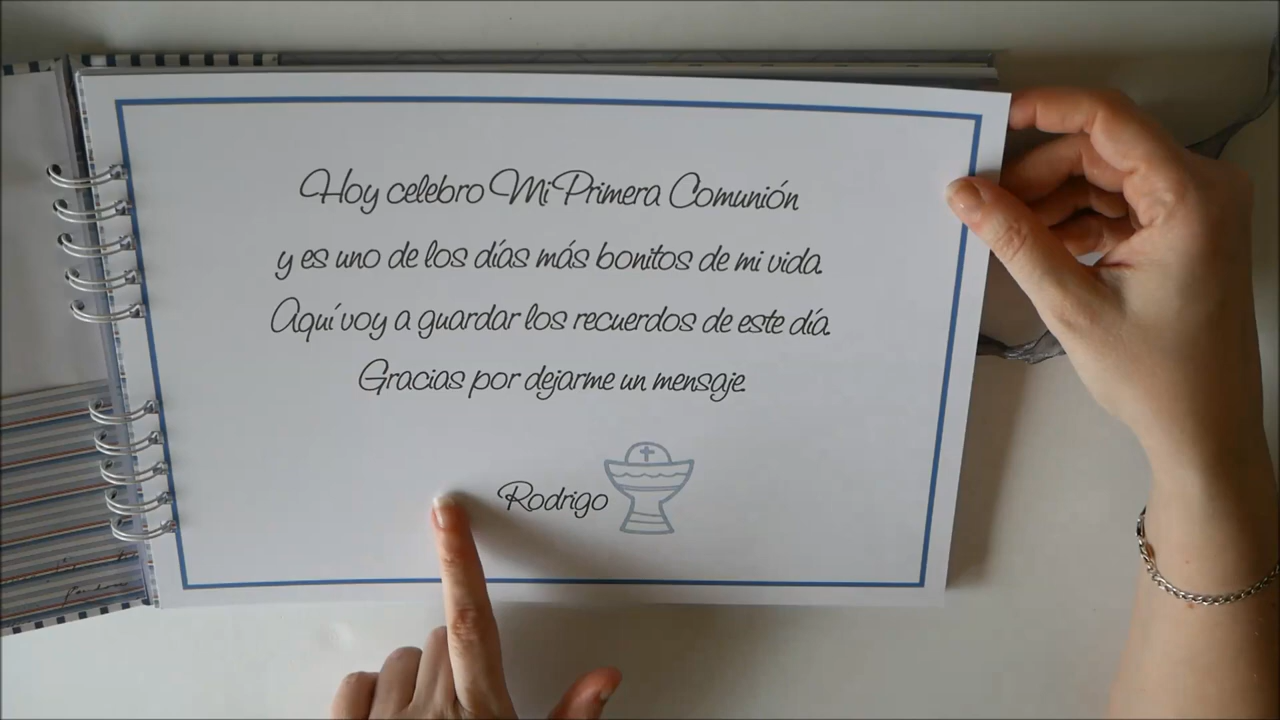 Hoy celebro Mi Primera Comunión
y es uno de los días más bonitos de mi vida.
Aquí voy a guardar los recuerdos de este día.
Gracias por dejarme un mensaje.
Rodrigo